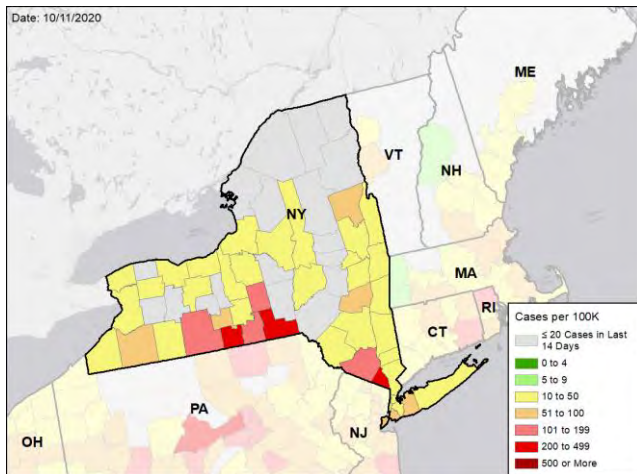 Date: 10/11/2020
ME
VT
NH
NY
MA
RI
CT
PA
OH
NJ
Cases per 100K
≤ 20 Cases in Last
14 Days
0 to 4
5 to 9
10 to 50
51 to 100
101 to 199
200 to 499
500 or More